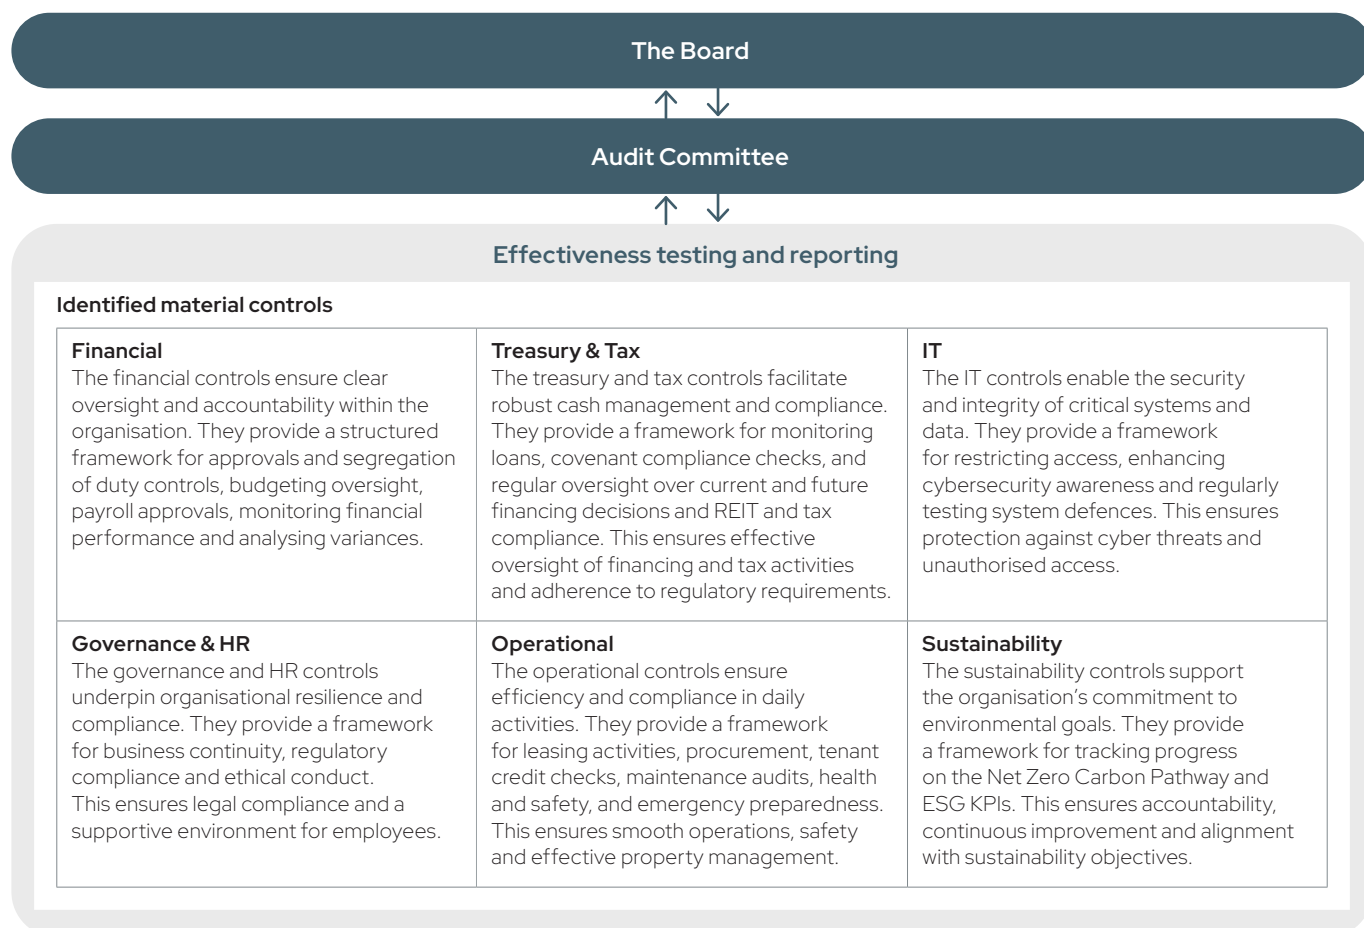 The Board
Audit Committee
Effectiveness testing and reporting
Identified material controls
Financial
The financial controls ensure clear
oversight and accountability within the
organisation. They provide a structured
framework for approvals and segregation
of duty controls, budgeting oversight,
payroll approvals, monitoring financial
performance and analysing variances.
Treasury & Tax
The treasury and tax controls facilitate
robust cash management and compliance.
They provide a framework for monitoring
loans, covenant compliance checks, and
regular oversight over current and future
financing decisions and REIT and tax
compliance. This ensures effective
oversight of financing and tax activities
and adherence to regulatory requirements.
IT
The IT controls enable the security
and integrity of critical systems and
data. They provide a framework
for restricting access, enhancing
cybersecurity awareness and regularly
testing system defences. This ensures
protection against cyber threats and
unauthorised access.
Governance & HR
The governance and HR controls
underpin organisational resilience and
compliance. They provide a framework
for business continuity, regulatory
compliance and ethical conduct.
This ensures legal compliance and a
supportive environment for employees.
Operational
The operational controls ensure
efficiency and compliance in daily
activities. They provide a framework
for leasing activities, procurement, tenant
credit checks, maintenance audits, health
and safety, and emergency preparedness.
This ensures smooth operations, safety
and effective property management.
Sustainability
The sustainability controls support
the organisation’s commitment to
environmental goals. They provide
a framework for tracking progress
on the Net Zero Carbon Pathway and
ESG KPIs. This ensures accountability,
continuous improvement and alignment
with sustainability objectives.